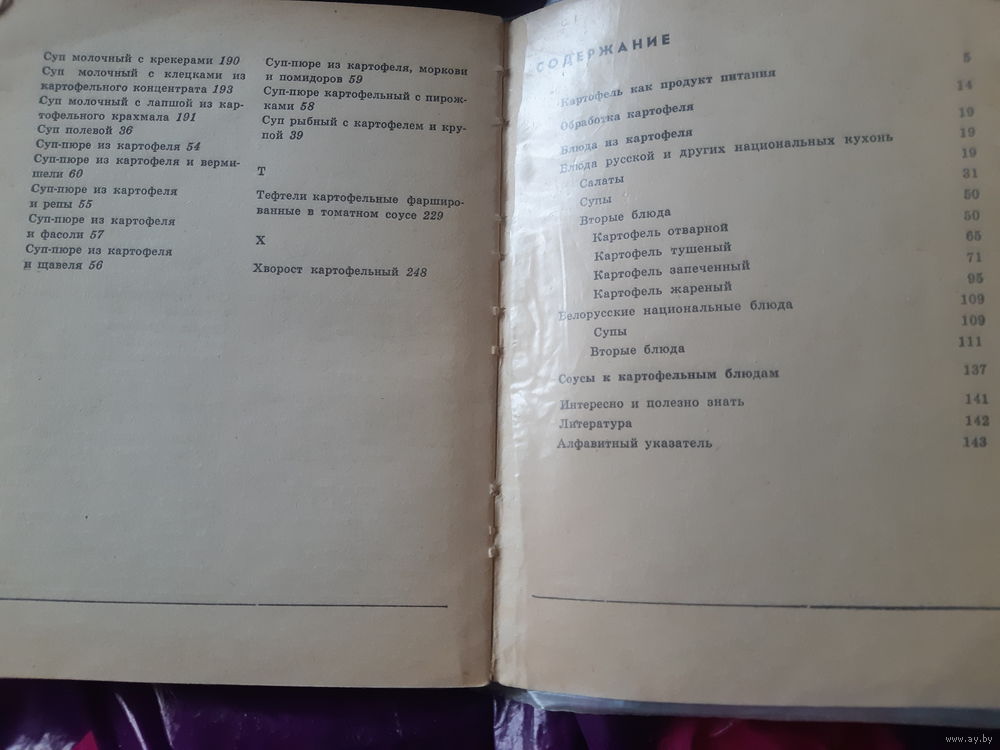 Суп молочный с крекерами 190
Суп молочный с клецками из
картофельного концентрата 193
Суп молочный с лапшой из кар-
тофельного крахмала 191
Суп полевой 36
Суп-пюре из картофеля 54
Суп-пюре из картофеля и верми-
шели 60
Суп-пюре из картофеля
и репы 55
Суп-пюре из картофеля
и фасоли 57
Суп-пюре из картофеля
и щавеля 56
Суп-пюре из картофеля, моркови
и помидоров 59
Суп-пюре картофельный с пирож-
ками 58
Суп рыбный с картофелем и кру-
пой 39
Т
Тефтели картофельные фарширо-
ванные в томатном соусе 229
Х
Хворост картофельный 248
СОДЕРЖАНИЕ
Картофель как продукт питания 5
Обработка картофеля 14
Блюда из картофеля 19
Блюда русской и других национальных кухонь 19
Салаты 19
Супы 31
Вторые блюда 50
Картофель отварной 50
Картофель тушеный 65
Картофель запеченный 71
Картофель жареный 95
Белорусские национальные блюда 109
Супы 109
Вторые блюда 111
Соусы к картофельным блюдам 137
Интересно и полезно знать 141
Литература 142
Алфавитный указатель 143
www.ay.by